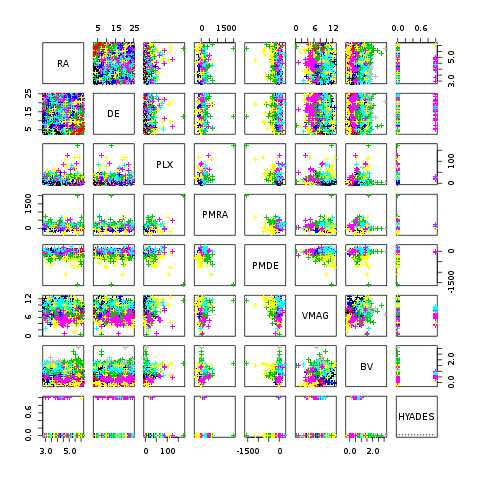 5 15 25 0 1500 0 6 12 0.0 0.6
RA 3.0 5.0
5 15 25 DE
PLX 0 100
0 1500 PMRA
PMDE -1500 0
0 6 12 VMAG
BV 0.0 2.0
0.0 0.6 HYADES
3.0 5.0 0 100 -1500 0 0.0 2.0